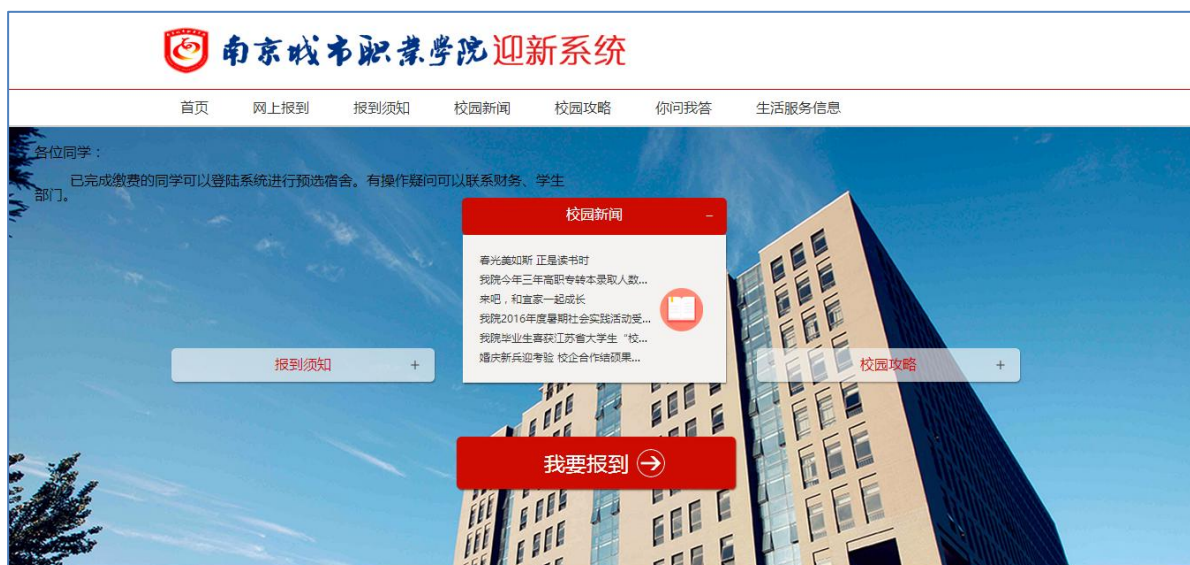 南京城市职业学院迎新系统
首页 网上报到 报到须知 校园新闻 校园攻略 你问我答 生活服务信息
各位同学：
已完成缴费的同学可以登陆系统进行预选宿舍。有操作疑问可以联系财务、学生
部门。
校园新闻 －
春光美如斯 正是读书时
我院今年三年高职专转本录取人数...
来吧，和宜家一起成长
我院2016年度暑期社会实践活动受...
我院毕业生喜获江苏省大学生“校...
婚庆新兵迎考验 校企合作结硕果...
报到须知 +
校园攻略 +
我要报到